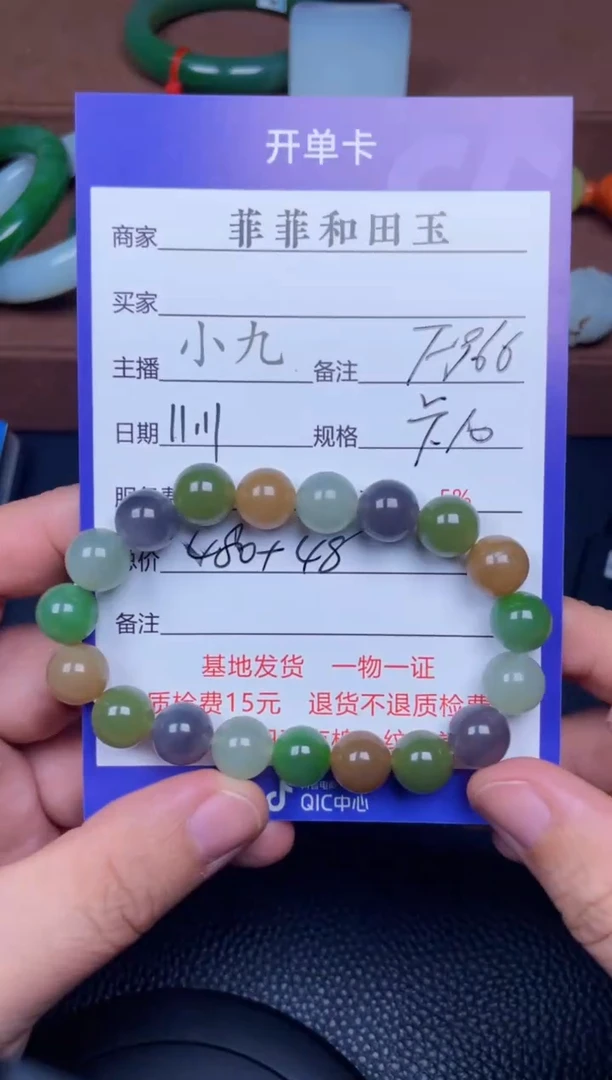 开单卡
商家 菲菲和田玉
买家
主播 小九 备注
日期 11.11 规格
5%
总价 480+48
备注
基地发货 一物一证
质检费15元 退货不退质检费
QIC中心